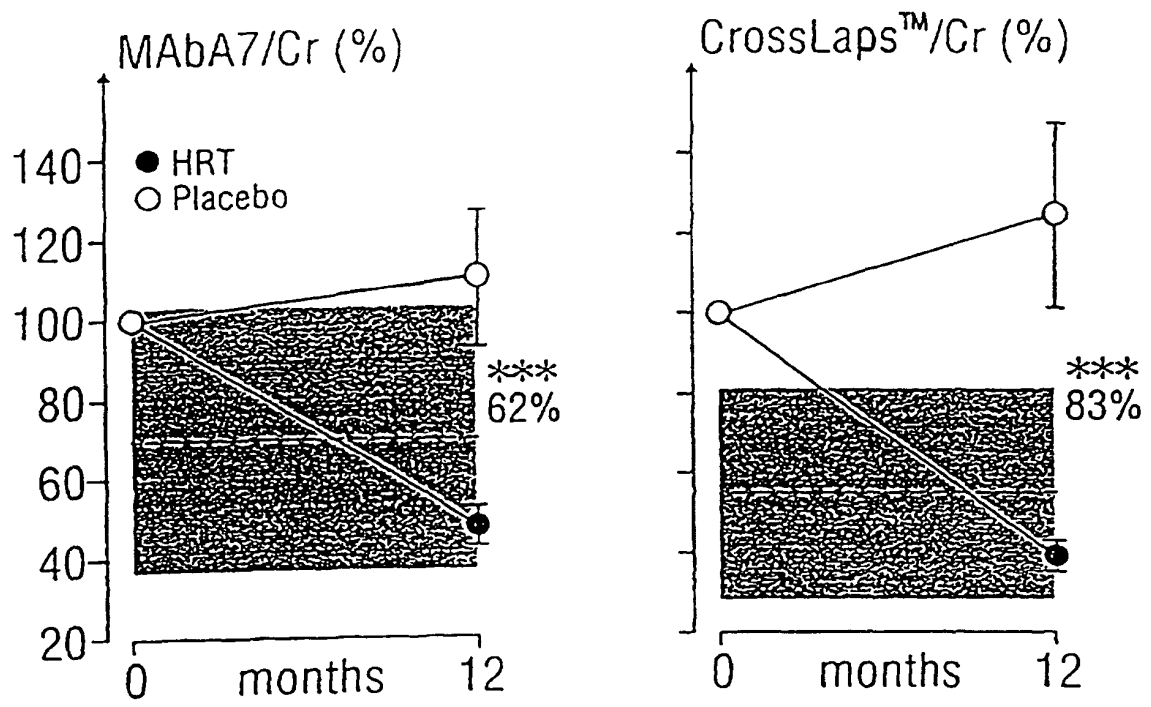 MAbA7/Cr (%)
140
120
100
80
60
40
20
HRT
Placebo
***
62%
0
months
12
CrossLaps™/Cr (%)
***
83%
0
months
12